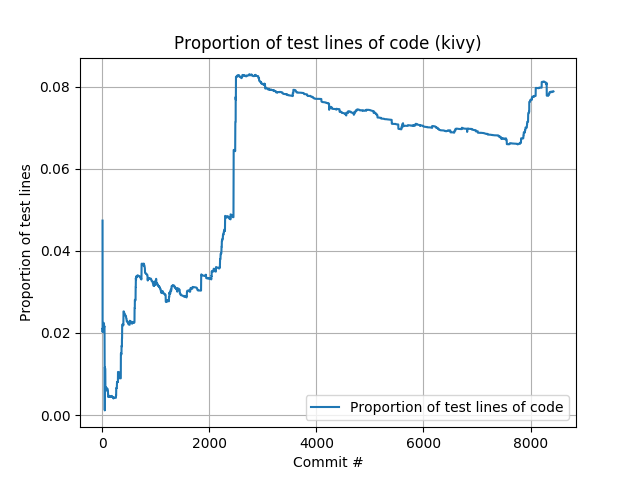 Proportion of test lines of code (kivy)
0.08
0.06
0.04
0.02
0.00
Proportion of test lines
0
2000
4000
6000
8000
Commit #
Proportion of test lines of code